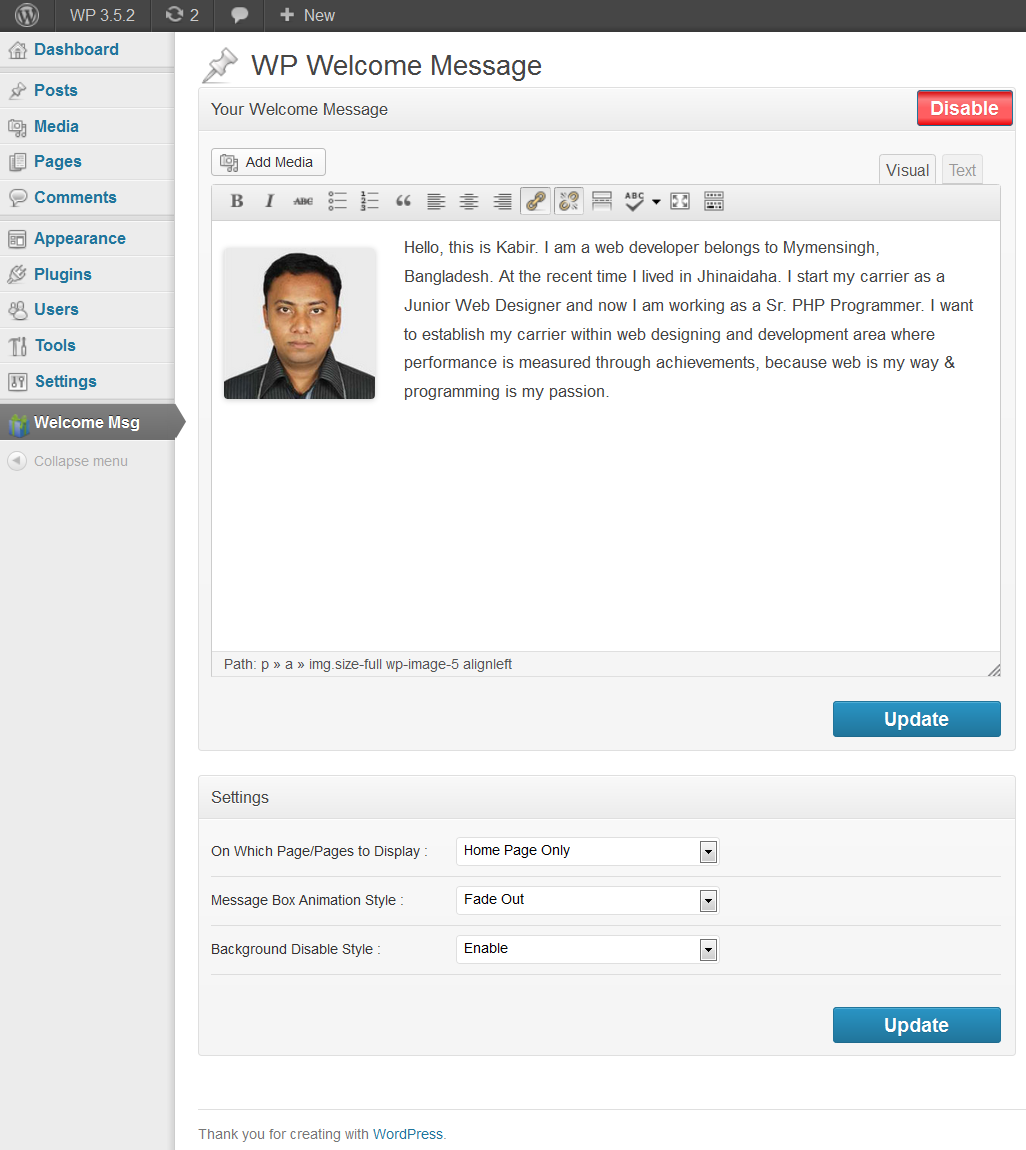 WP 3.5.2 2 New
Dashboard
Posts
Media
Pages
Comments
Appearance
Plugins
Users
Tools
Settings
Welcome Msg
Collapse menu
WP Welcome Message
Your Welcome Message
Disable
Add Media
Visual Text
B I ABC ABC
Hello, this is Kabir. I am a web developer belongs to Mymensingh,
Bangladesh. At the recent time I lived in Jhinaidaha. I start my carrier as a
Junior Web Designer and now I am working as a Sr. PHP Programmer. I want
to establish my carrier within web designing and development area where
performance is measured through achievements, because web is my way &
programming is my passion.
Path: p » a » img.size-full wp-image-5 alignleft
Update
Settings
On Which Page/Pages to Display : Home Page Only
Message Box Animation Style : Fade Out
Background Disable Style : Enable
Update
Thank you for creating with WordPress.